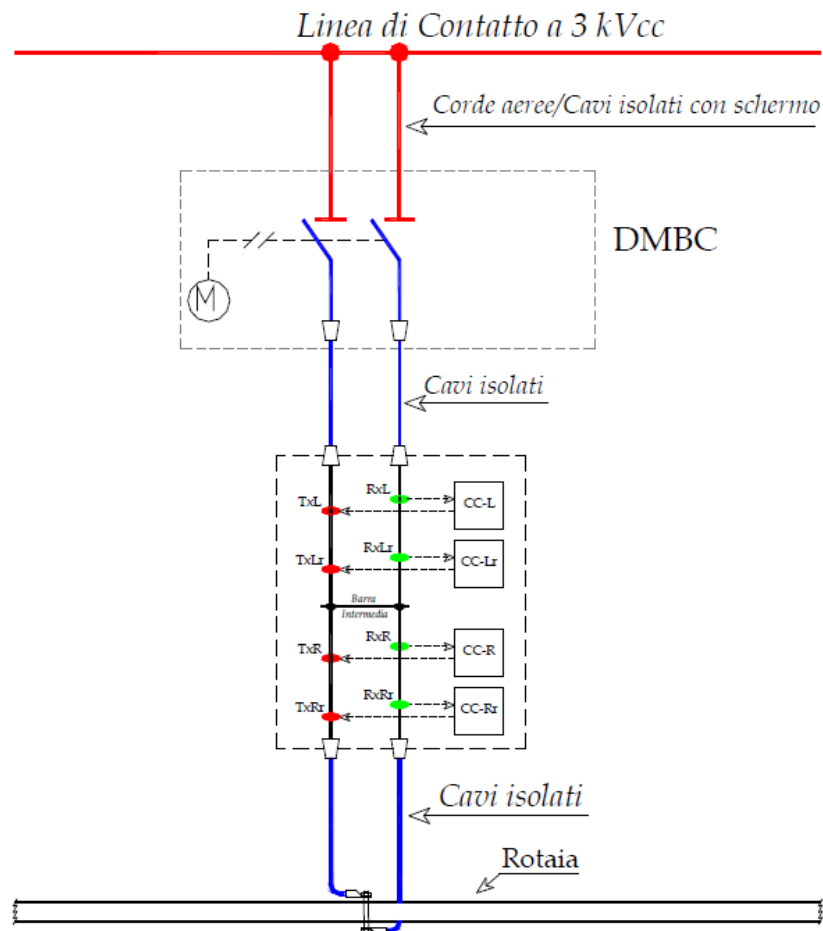 Linea di Contatto a 3 kVcc
Corde aeree/Cavi isolati con schermo
DMBC
M
Cavi isolati
TxL
RxL
CC-L
TxLr
RxLr
CC-Lr
Barra
Intermedia
TxR
RxR
CC-R
TxRr
RxRr
CC-Rr
Cavi isolati
Rotaia